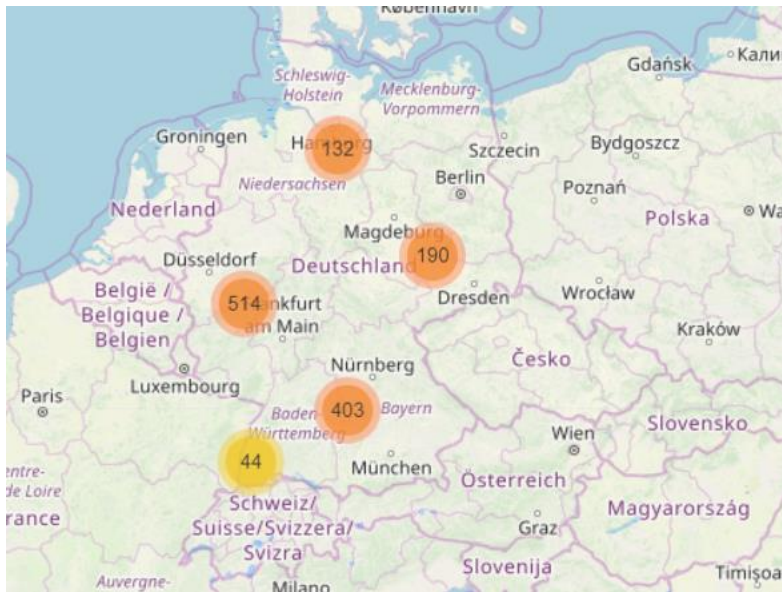 København
Gdańsk
Кали
Schleswig-
Holstein
Mecklenburg-
Vorpommern
Groningen
132
Szczecin
Bydgoszcz
Niedersachsen
Berlin
Poznań
Nederland
Polska
Magdeburg
190
Düsseldorf
Deutschland
België /
Belgique /
Belgien
514
nkfurt
am Main
Dresden
Wrocław
Kraków
Luxembourg
Česko
Nürnberg
Paris
403
Baden-
Württemberg
Bayern
Slovensko
Wien
44
München
entre-
de Loire
Österreich
rance
Schweiz/
Suisse/Svizzera/
Svizra
Magyarország
Graz
Slovenija
Auvergne-
Milano
Timișoa